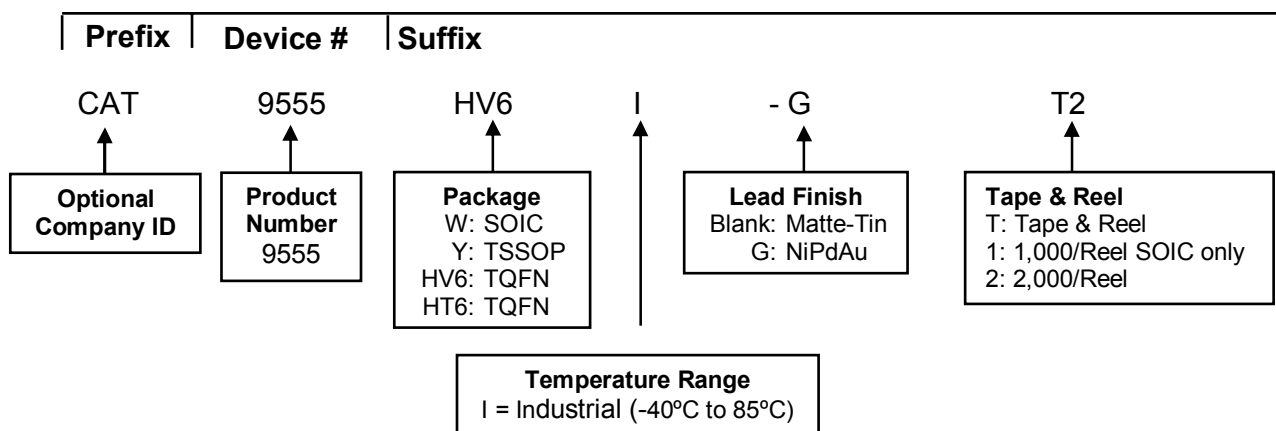 Prefix Device # Suffix
CAT 9555 HV6 I - G T2
Optional
Company ID
Product
Number
9555
Package
W: SOIC
Y: TSSOP
HV6: TQFN
HT6: TQFN
Lead Finish
Blank: Matte-Tin
G: NiPdAu
Tape & Reel
T: Tape & Reel
1: 1,000/Reel SOIC only
2: 2,000/Reel
Temperature Range
I = Industrial (-40ºC to 85ºC)